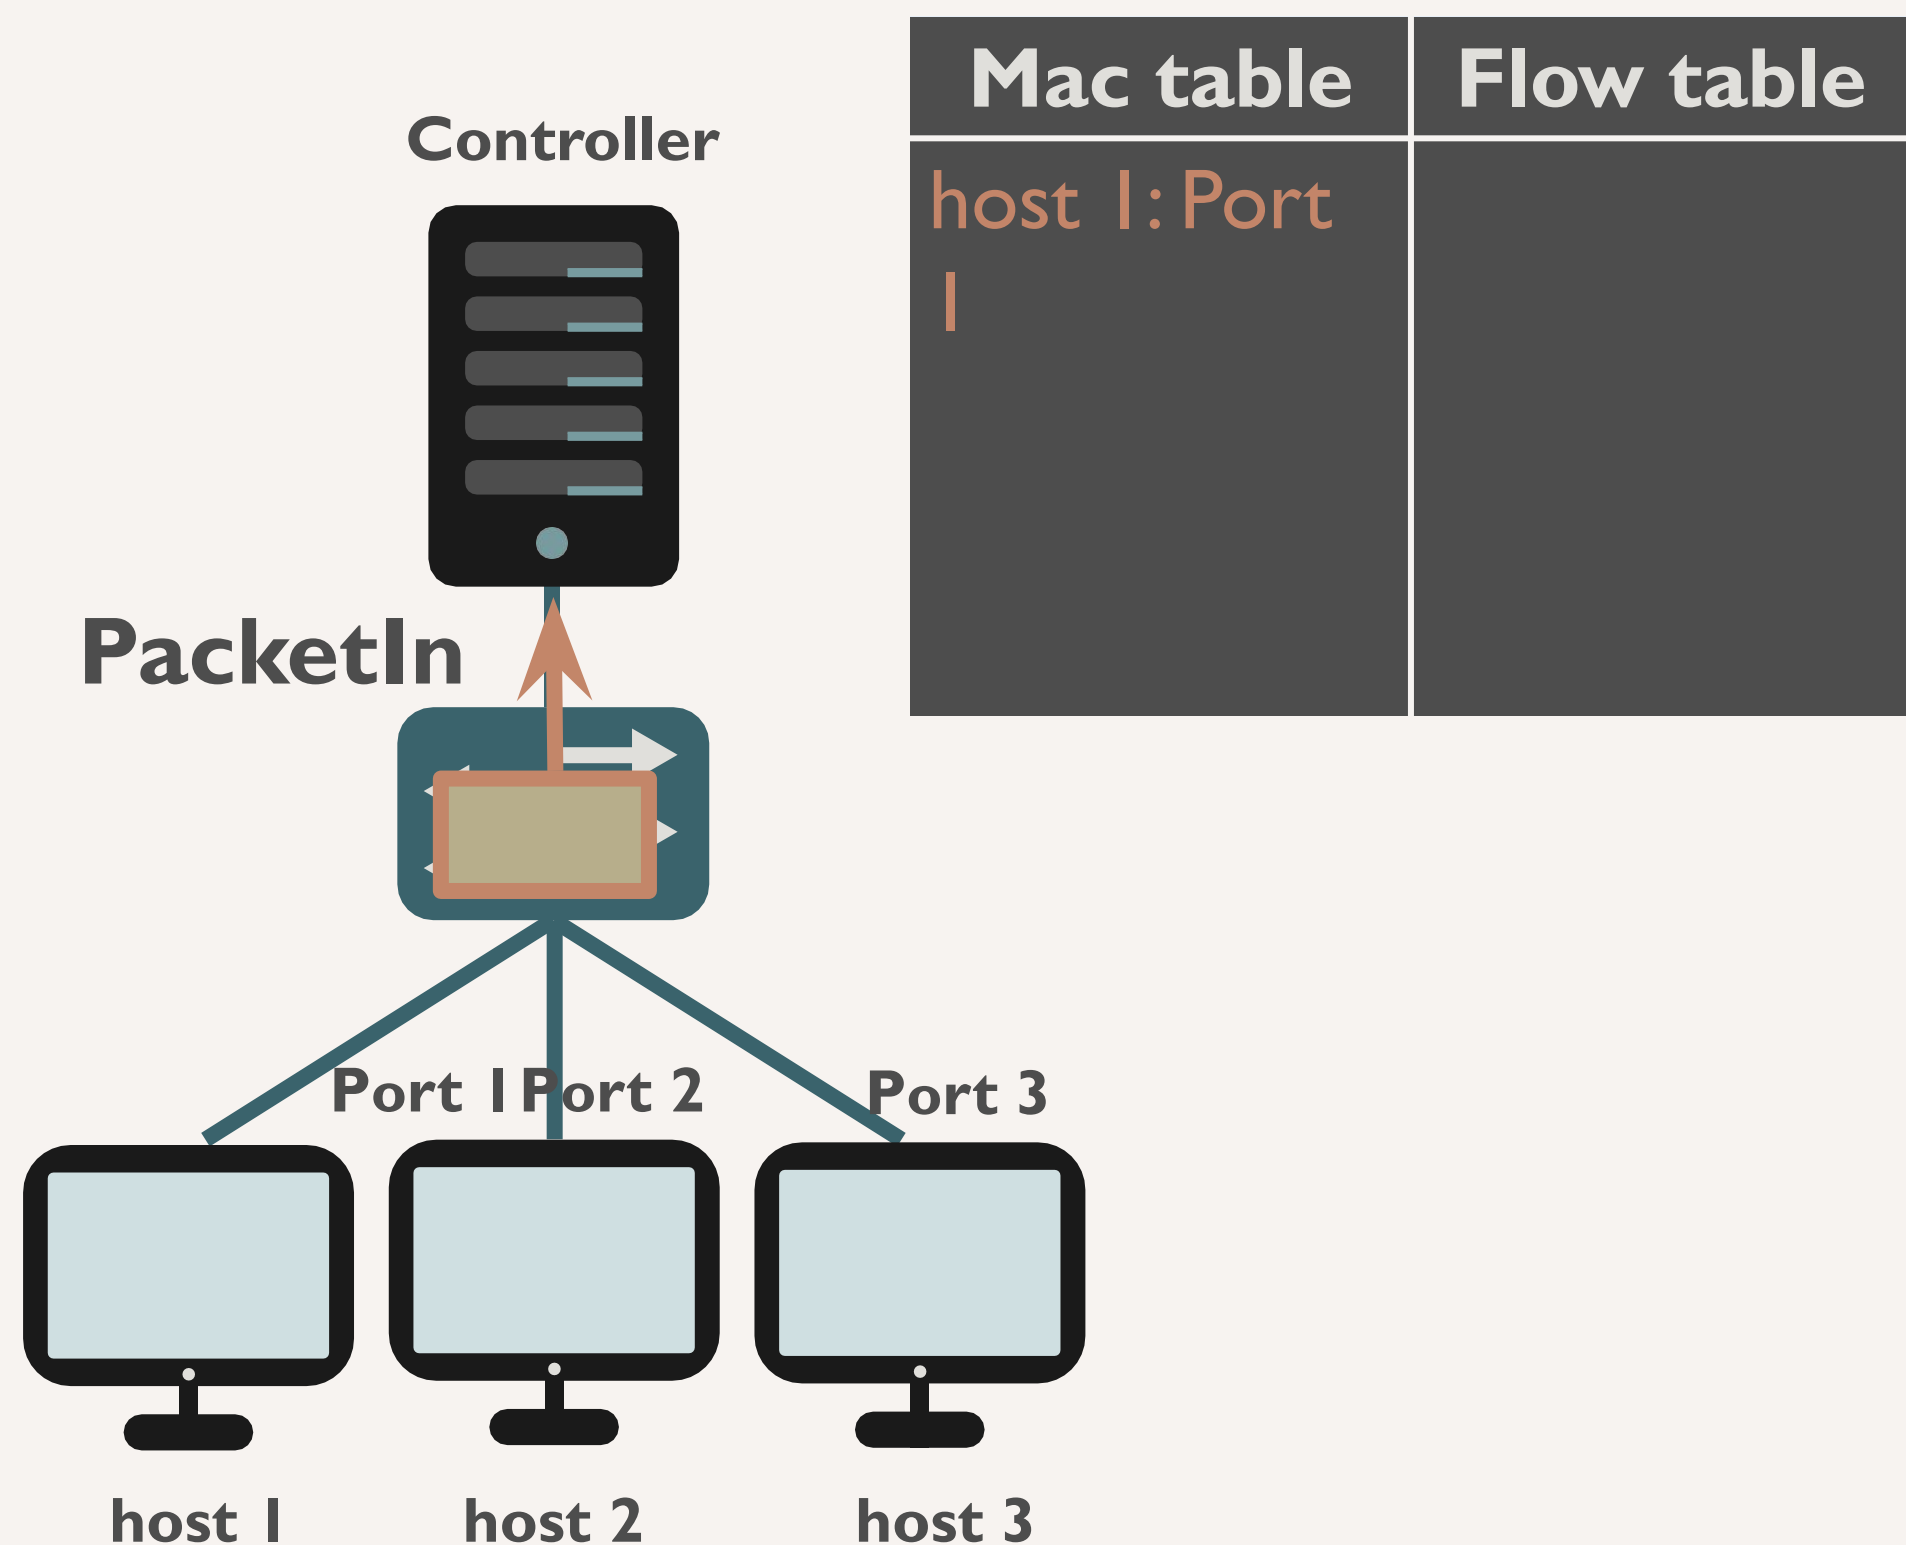 Mac table
Flow table
Controller
host 1: Port
1
PacketIn
Port 1
Port 2
Port 3
host 1
host 2
host 3